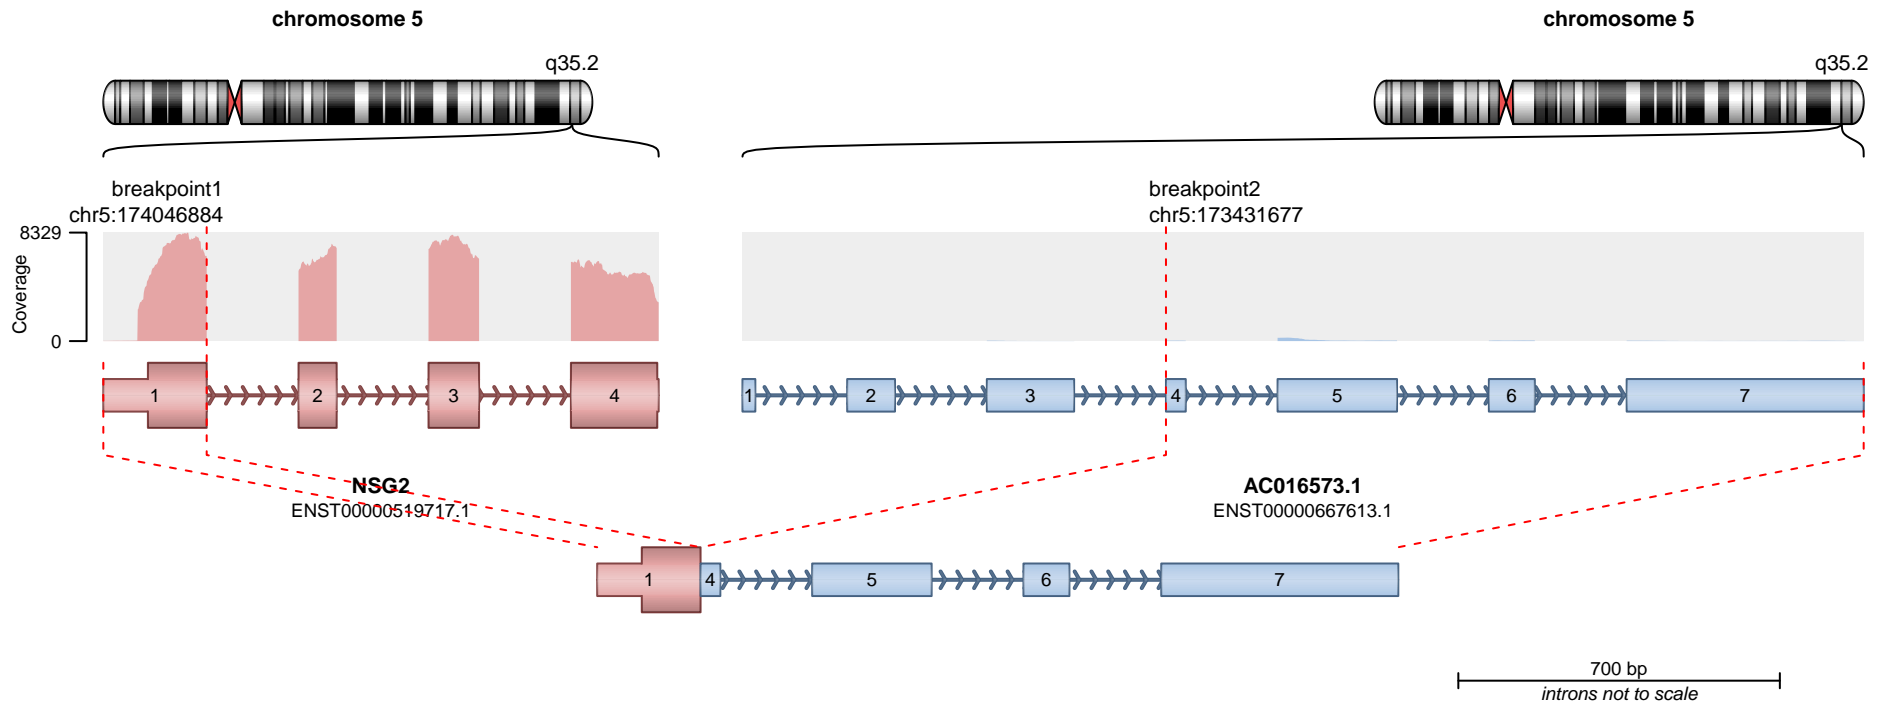 chromosome 5
chromosome 5
q35.2
q35.2
breakpoint1
chr5:174046884
breakpoint2
chr5:173431677
8329
Coverage
0
1
2
3
4
1
2
3
4
5
6
7
NSG2
ENST00000519717.1
AC016573.1
ENST00000667613.1
1
4
5
6
7
700 bp
introns not to scale